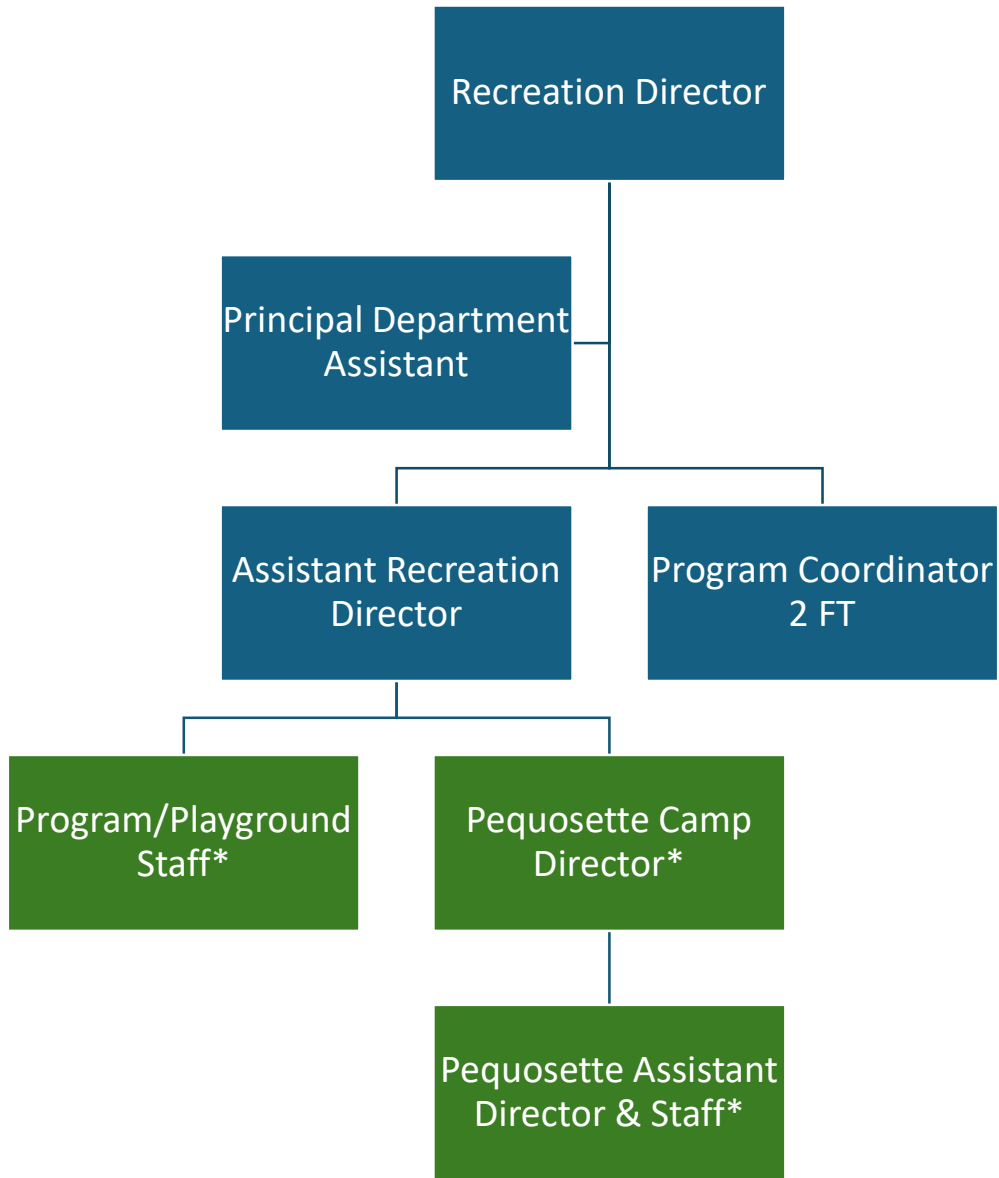 Recreation Director
Principal Department
Assistant
Assistant Recreation
Director
Program Coordinator
2 FT
Program/Playground
Staff*
Pequosette Camp
Director*
Pequosette Assistant
Director & Staff*